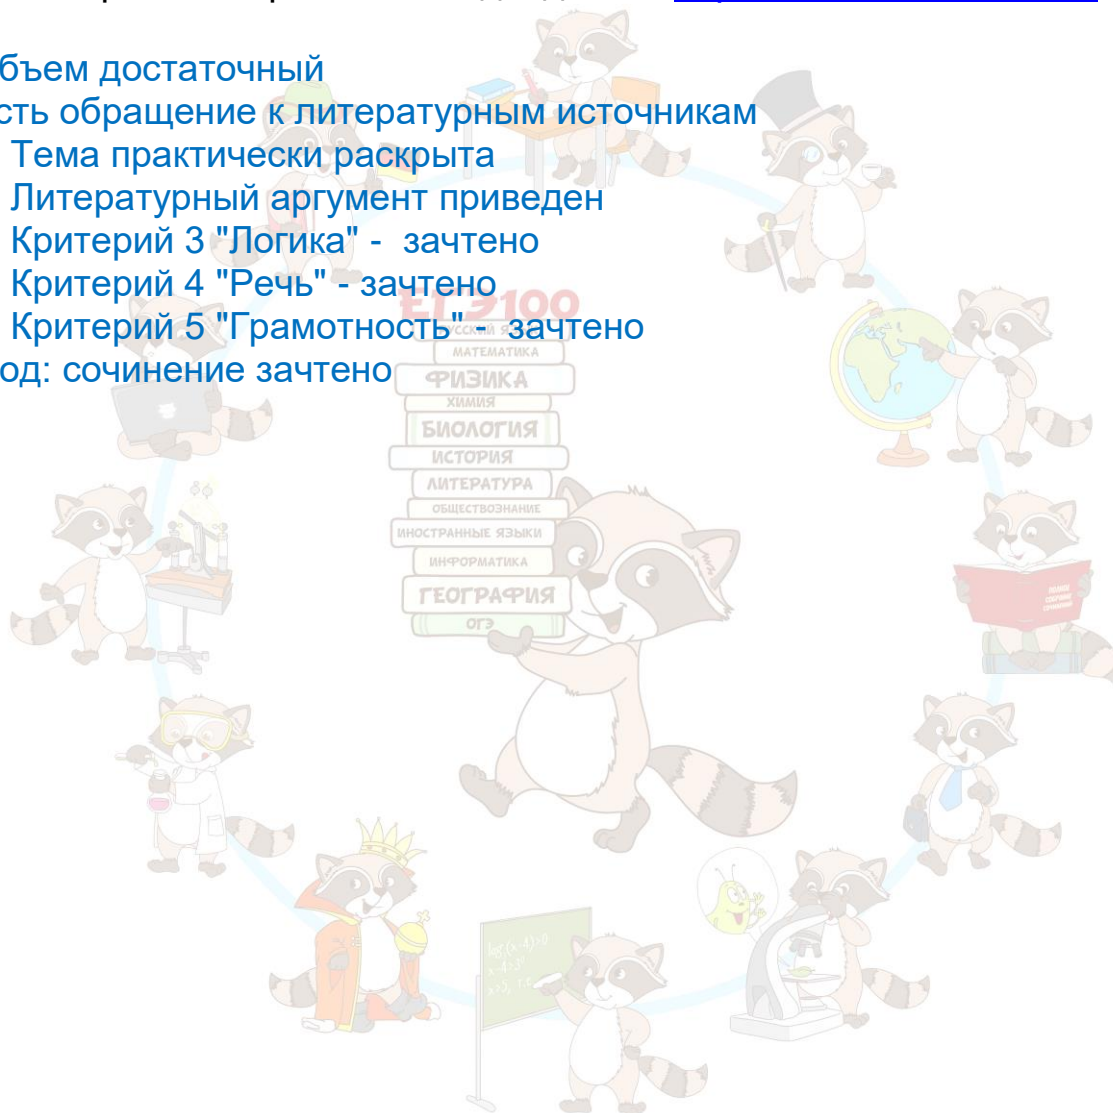 бъем достаточный
сть обращение к литературным источникам
Тема практически раскрыта
Литературный аргумент приведен
Критерий 3 "Логика" - зачтено
Критерий 4 "Речь" - зачтено
Критерий 5 "Грамотность" - зачтено
од: сочинение зачтено
ЕГЭ100
МАТЕМАТИКА
ФИЗИКА
ХИМИЯ
БИОЛОГИЯ
ИСТОРИЯ
ЛИТЕРАТУРА
ОБЩЕСТВОЗНАНИЕ
ИНОСТРАННЫЕ ЯЗЫКИ
ИНФОРМАТИКА
ГЕОГРАФИЯ
ОГЭ